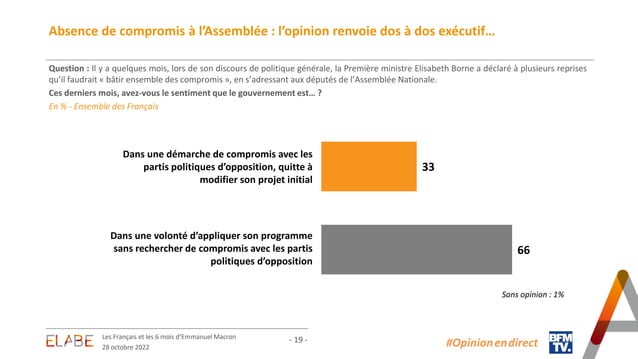 Absence de compromis à l’Assemblée : l’opinion renvoie dos à dos exécutif…
Question : Il y a quelques mois, lors de son discours de politique générale, la Première ministre Elisabeth Borne a déclaré à plusieurs reprises
qu’il faudrait « bâtir ensemble des compromis », en s’adressant aux députés de l’Assemblée Nationale.
Ces derniers mois, avez-vous le sentiment que le gouvernement est… ?
En % - Ensemble des Français
Dans une démarche de compromis avec les
partis politiques d’opposition, quitte à
modifier son projet initial
33
Dans une volonté d’appliquer son programme
sans rechercher de compromis avec les partis
politiques d’opposition
66
Sans opinion : 1%
ELABE
Les Français et les 6 mois d’Emmanuel Macron
28 octobre 2022
- 19 -
#Opinionendirect
BFM
TV.